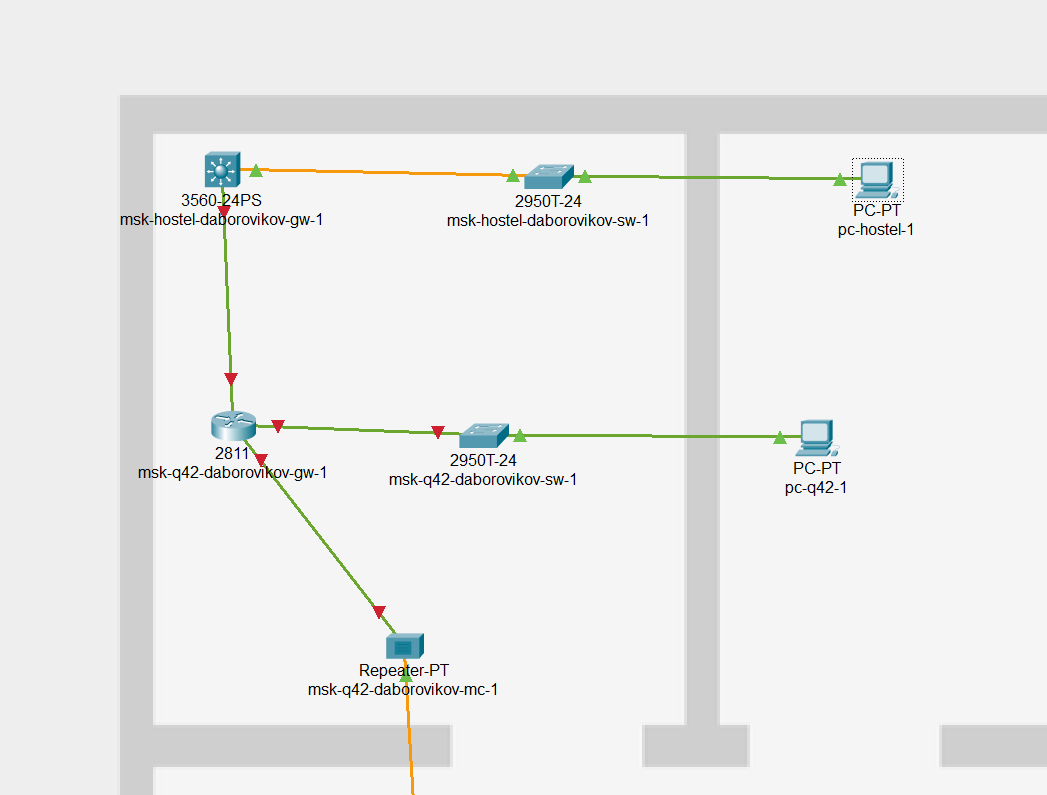 3560-24PS
msk-hostel-daborovikov-gw-1
2950T-24
msk-hostel-daborovikov-sw-1
PC-PT
pc-hostel-1
2811
msk-q42-daborovikov-gw-1
2950T-24
msk-q42-daborovikov-sw-1
PC-PT
pc-q42-1
Repeater-PT
msk-q42-daborovikov-mc-1